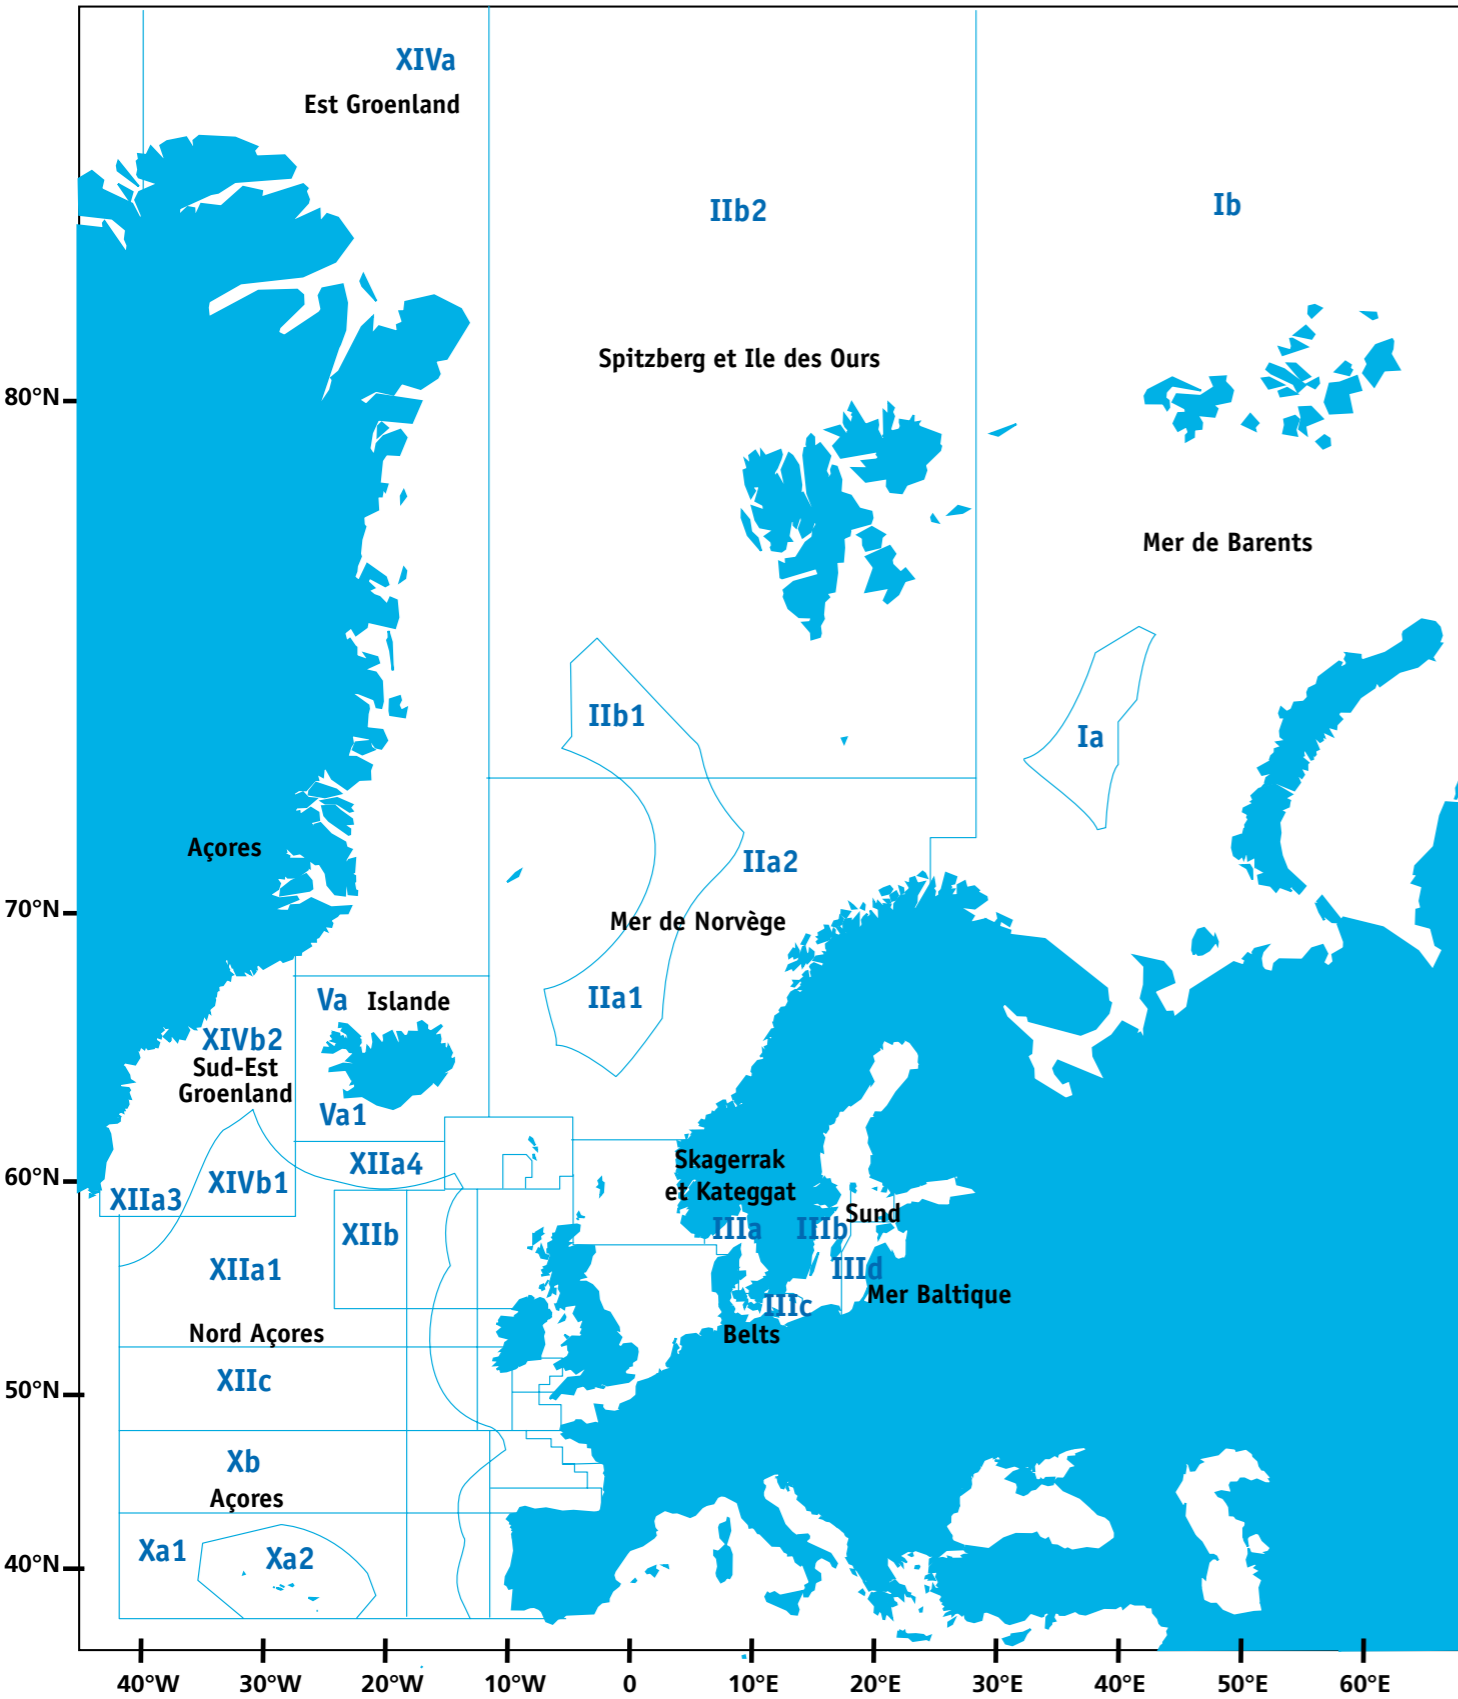 XIVa
Est Groenland
IIb2
Ib
Spitzberg et Ile des Ours
80°N
Mer de Barents
IIb1
Ia
Açores
IIa2
70°N
Mer de Norvège
Va
Islande
IIa1
XIVb2
Sud-Est
Groenland
Va1
Skagerrak
et Kateggat
XIIa4
60°N
XIIa3
XIVb1
Sund
XIIb
IIIa
IIIb
XIIa1
IIId
Mer Baltique
IIIc
Nord Açores
Belts
XIIc
50°N
Xb
Açores
Xa1
Xa2
40°N
40°W
30°W
20°W
10°W
0
10°E
20°E
30°E
40°E
50°E
60°E